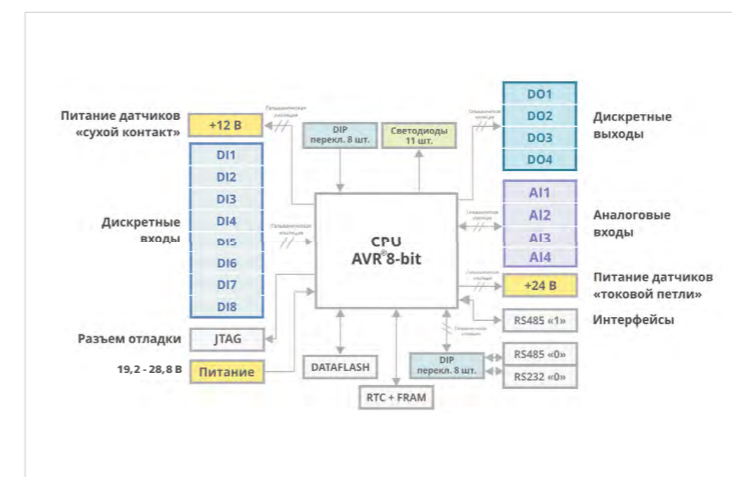 Питание датчиков
«сухой контакт»
+12 В
DI1
DI2
DI3
DI4
DI5
DI6
DI7
DI8
Дискретные
входы
Разъем отладки
JTAG
19,2 - 28,8 В
Питание
DIP
перекл. 8 шт.
Светодиоды
11 шт.
CPU
AVR® 8-bit
DATAFLASH
RTC + FRAM
DIP
перекл. 8 шт.
DO1
DO2
DO3
DO4
Дискретные
выходы
AI1
AI2
AI3
AI4
Аналоговые
входы
+24 В
Питание датчиков
«токовой петли»
RS485 «1»
Интерфейсы
RS485 «0»
RS232 «0»